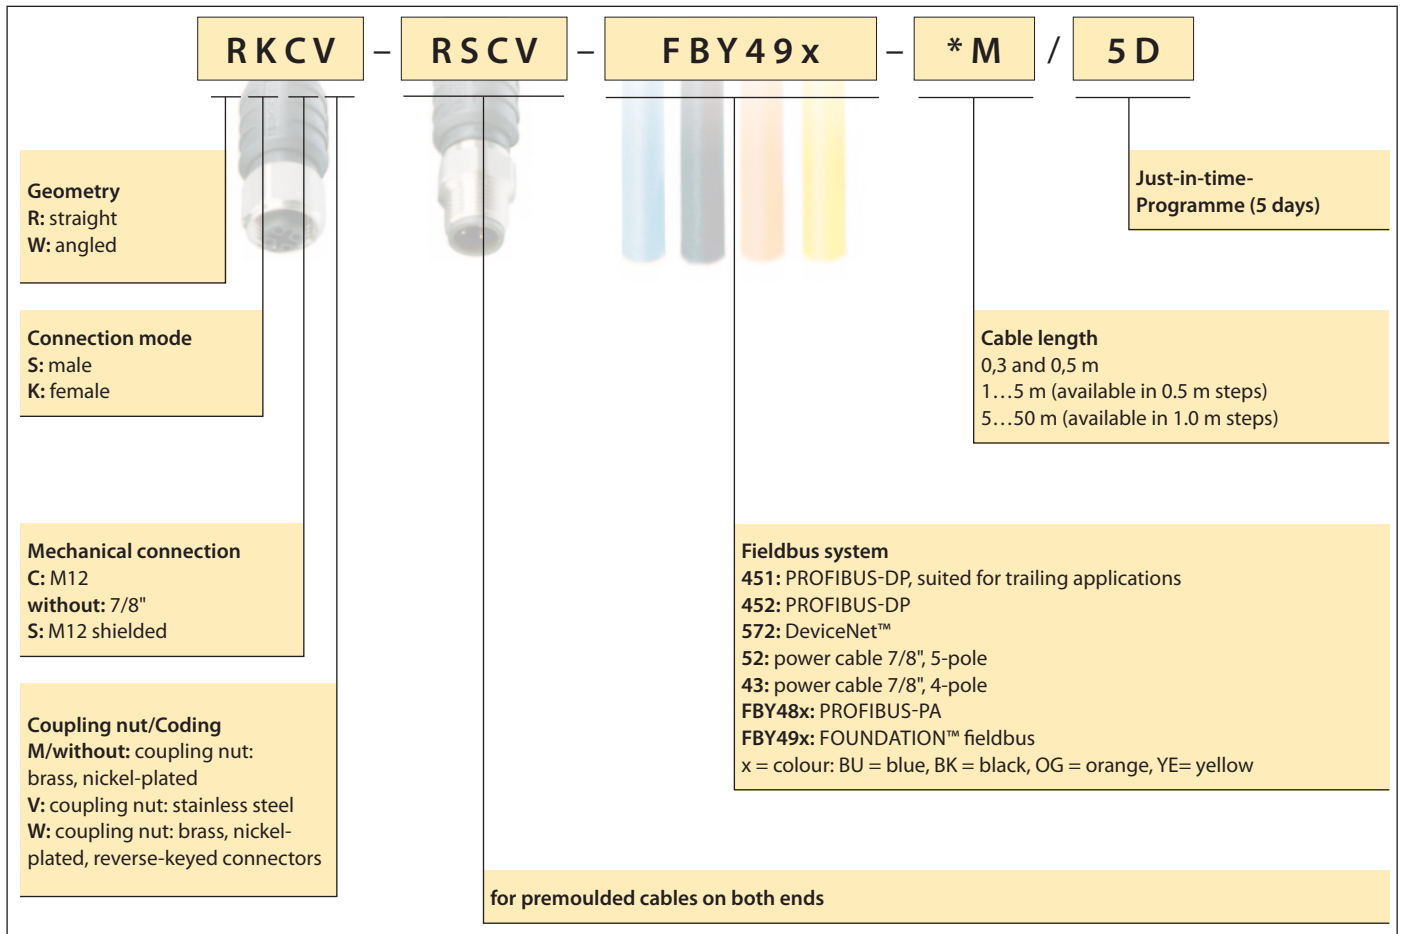 RKCV – RSCV – FBY49x – *M / 5D
Geometry
R: straight
W: angled
Connection mode
S: male
K: female
Mechanical connection
C: M12
without: 7/8"
S: M12 shielded
Coupling nut/Coding
M/without: coupling nut:
brass, nickel-plated
V: coupling nut: stainless steel
W: coupling nut: brass, nickel-
plated, reverse-keyed connectors
Just-in-time-
Programme (5 days)
Cable length
0,3 and 0,5 m
1…5 m (available in 0.5 m steps)
5…50 m (available in 1.0 m steps)
Fieldbus system
451: PROFIBUS-DP, suited for trailing applications
452: PROFIBUS-DP
572: DeviceNet™
52: power cable 7/8", 5-pole
43: power cable 7/8", 4-pole
FBY48x: PROFIBUS-PA
FBY49x: FOUNDATION™ fieldbus
x = colour: BU = blue, BK = black, OG = orange, YE= yellow
for premoulded cables on both ends